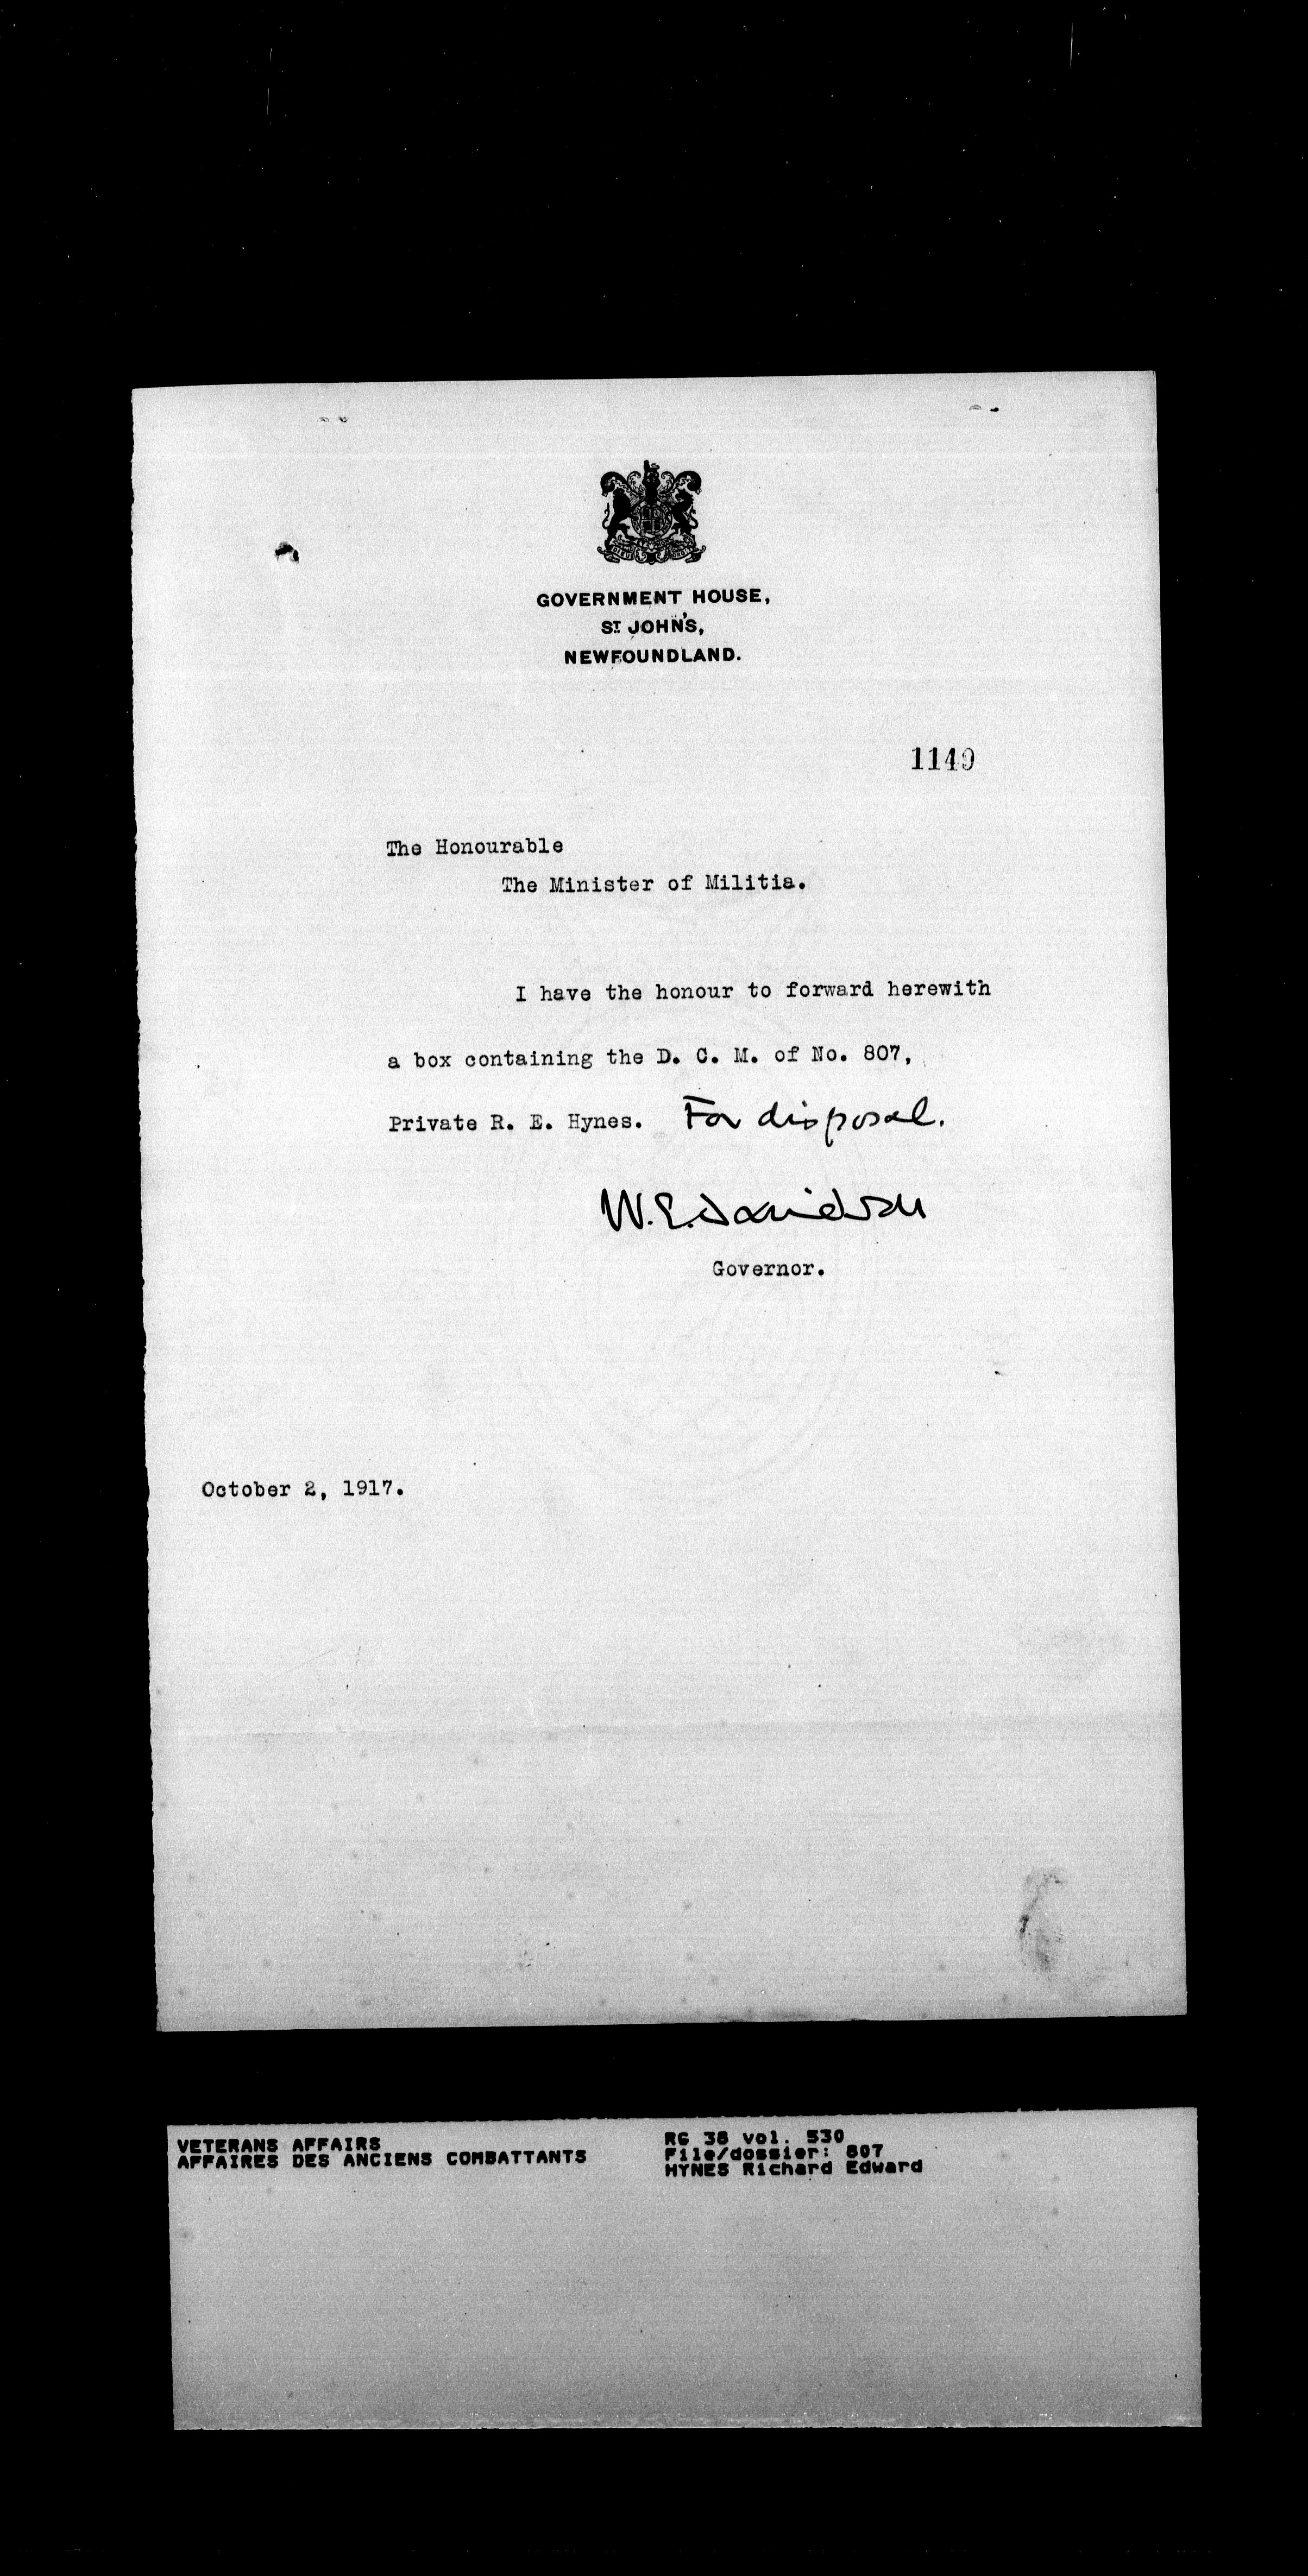 GOVERNMENT HOUSE,
ST JOHN'S,
NEWFOUNDLAND.
1149
The Honourable
The Minister of Militia.
I have the honour to forward herewith
a box containing the D. C. M. of No. 807,
Private R. E. Hynes. For disposal.
W.E.Davidson
Governor.
October 2, 1917.
VETERANS AFFAIRS
AFFAIRES DES ANCIENS COMBATTANTS
RG 38 vol. 530
File/dossier: 807
HYNES Richard Edward